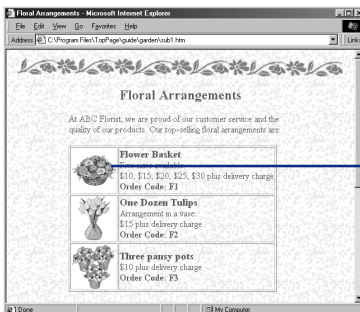 Floral Arrangements - Microsoft Internet Explorer
File Edit View Go Favorites Help
Address C:\Program Files\TopPage\guide\garden\sub1.htm Links
Floral Arrangements
At ABC Florist, we are proud of our customer service and the
quality of our products. Our top-selling floral arrangements are
Flower Basket
Five sizes available
$10, $15, $20, $25, $30 plus delivery charge
Order Code: F1
One Dozen Tulips
Arrangement in a vase.
$15 plus delivery charge
Order Code: F2
Three pansy pots
$10 plus delivery charge
Order Code: F3
Done My Computer